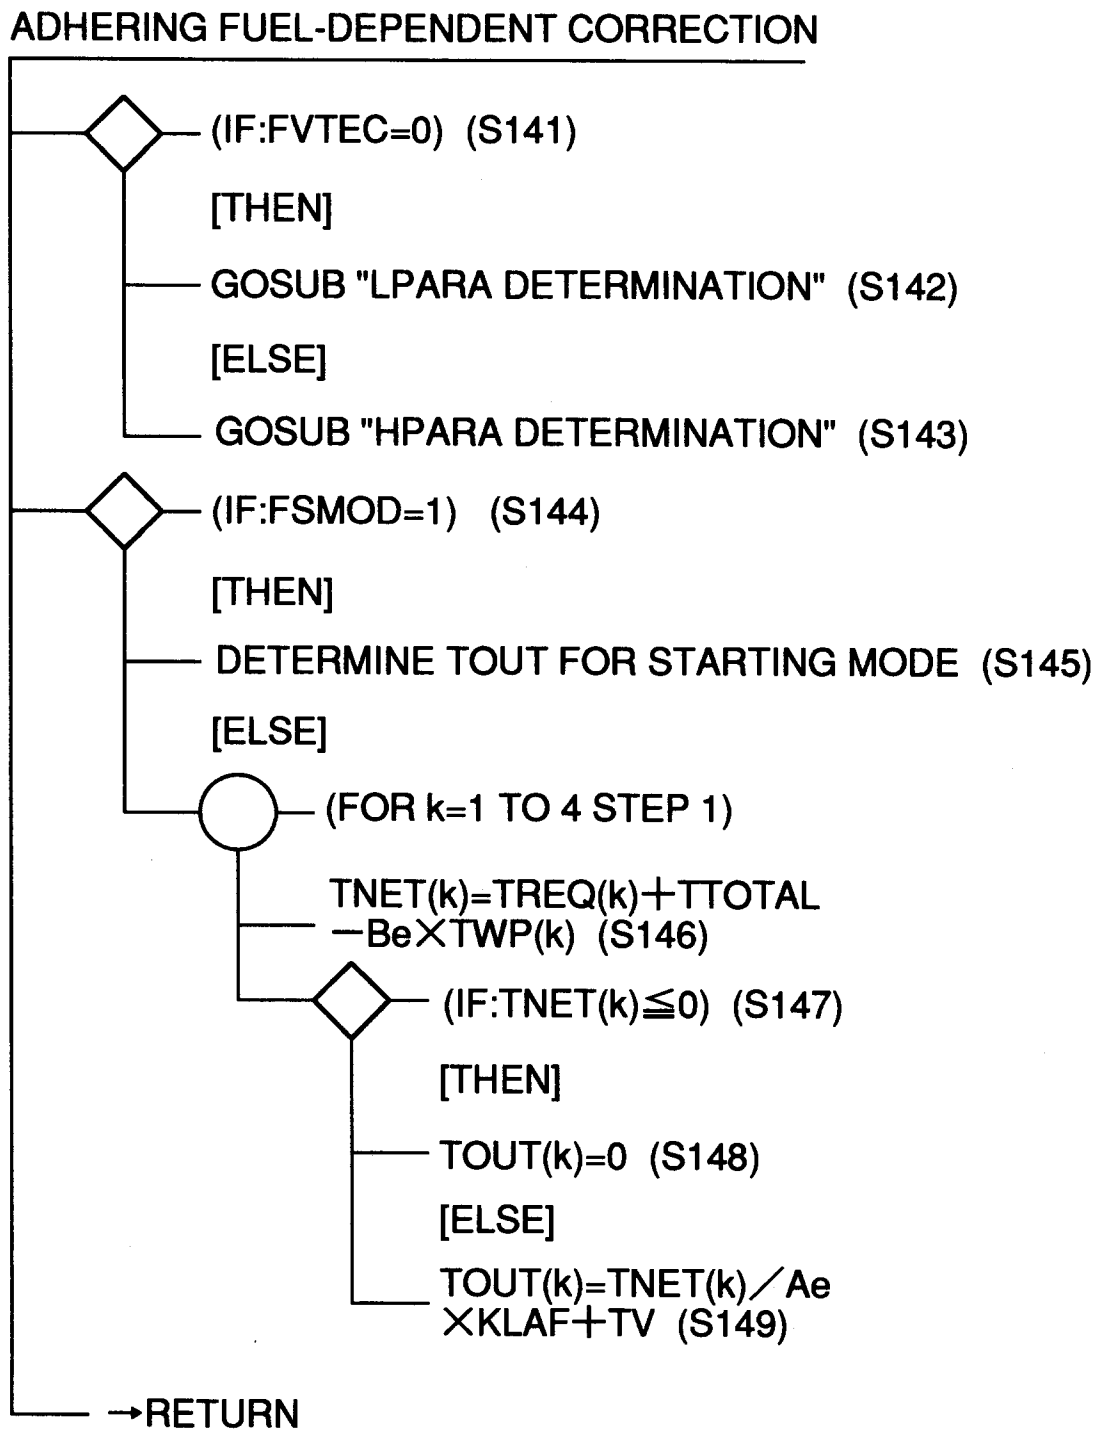 ADHERING FUEL-DEPENDENT CORRECTION
(IF:FVTEC=0) (S141)
[THEN]
GOSUB "LPARA DETERMINATION" (S142)
[ELSE]
GOSUB "HPARA DETERMINATION" (S143)
(IF:FSMOD=1) (S144)
[THEN]
DETERMINE TOUT FOR STARTING MODE (S145)
[ELSE]
(FOR k=1 TO 4 STEP 1)
TNET(k)=TREQ(k)+TTOTAL
−Be×TWP(k) (S146)
(IF:TNET(k)≦0) (S147)
[THEN]
TOUT(k)=0 (S148)
[ELSE]
TOUT(k)=TNET(k)/Ae
×KLAF+TV (S149)
→RETURN